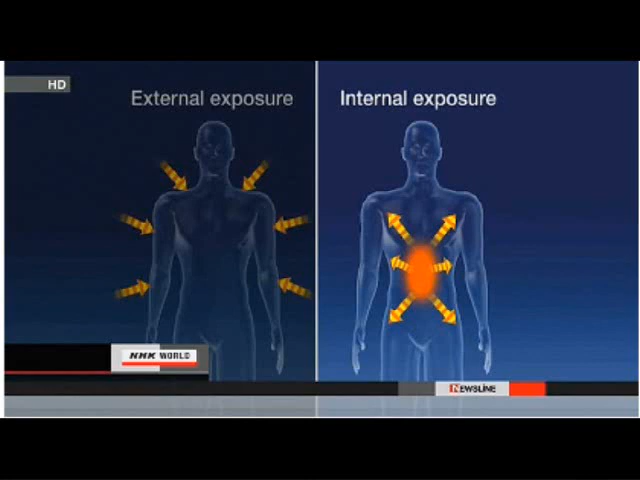 HD
External exposure
Internal exposure
NHK WORLD
NEWSLINE